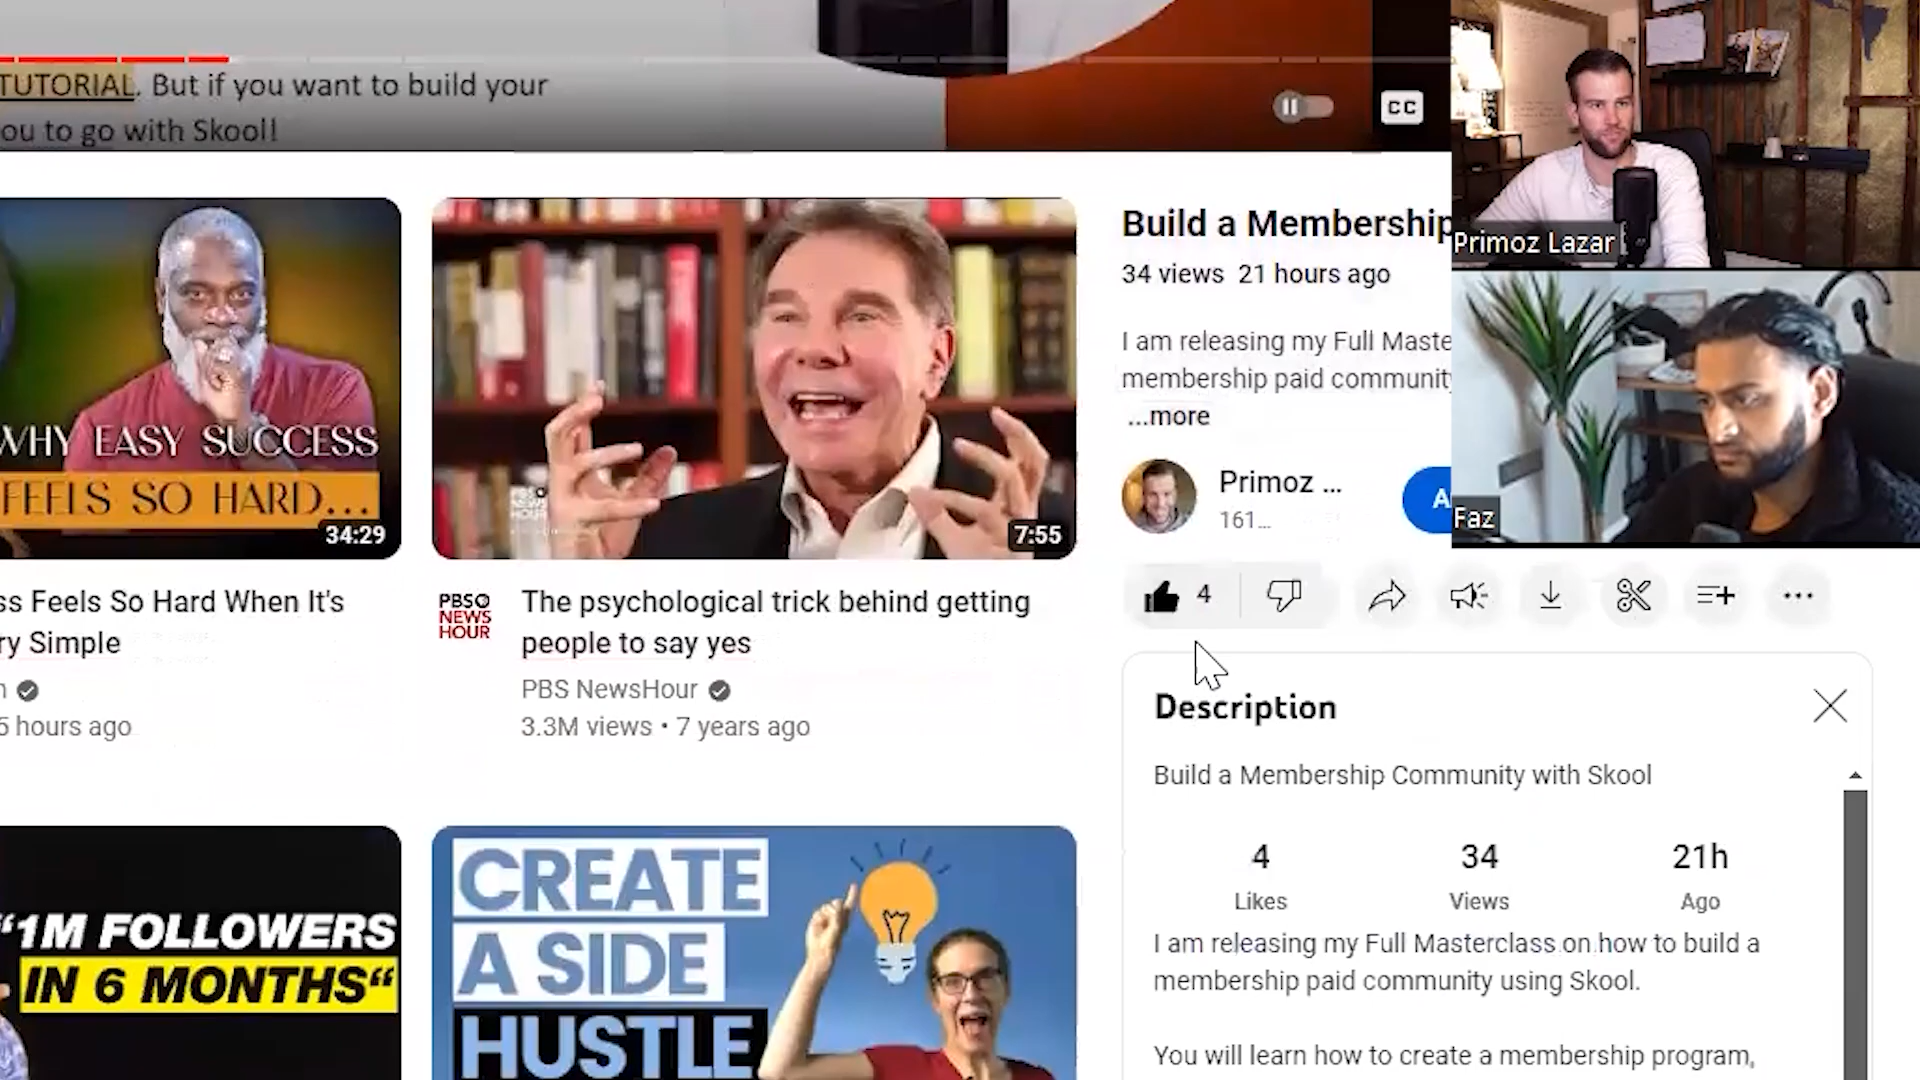 TUTORIAL. But if you want to build your
ou to go with Skool!
CC
WHY EASY SUCCESS
FEELS SO HARD...
34:29
ss Feels So Hard When It's
ry Simple
5 hours ago
7:55
PBS
NEWS
HOUR
The psychological trick behind getting
people to say yes
PBS NewsHour
3.3M views • 7 years ago
"1M FOLLOWERS
IN 6 MONTHS"
CREATE
A SIDE
HUSTLE
Build a Membership
34 views 21 hours ago
I am releasing my Full Maste
membership paid community
...more
Primoz ...
161...
A
4
Primoz Lazar
Faz
Description
Build a Membership Community with Skool
4 34 21h
Likes Views Ago
I am releasing my Full Masterclass on how to build a
membership paid community using Skool.
You will learn how to create a membership program,